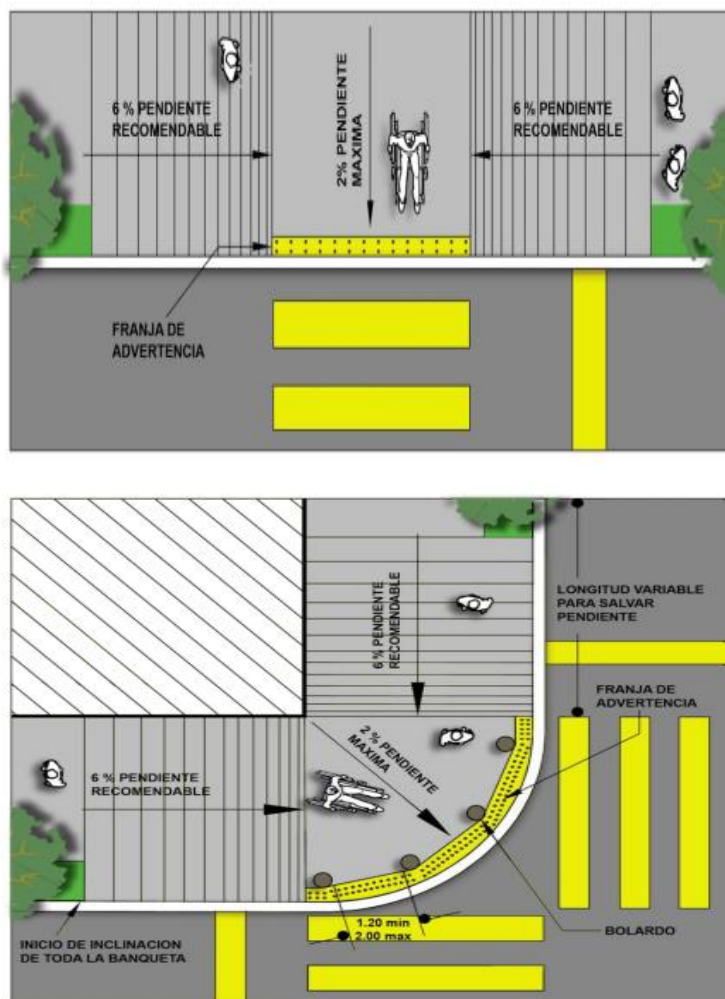 6 % PENDIENTE
RECOMENDABLE
2% PENDIENTE
MAXIMA
6 % PENDIENTE
RECOMENDABLE
FRANJA DE
ADVERTENCIA
6 % PENDIENTE
RECOMENDABLE
LONGITUD VARIABLE
PARA SALVAR
PENDIENTE
FRANJA DE
ADVERTENCIA
6 % PENDIENTE
RECOMENDABLE
2 % PENDIENTE
MAXIMA
1.20 min
2.00 max
BOLARDO
INICIO DE INCLINACION
DE TODA LA BANQUETA